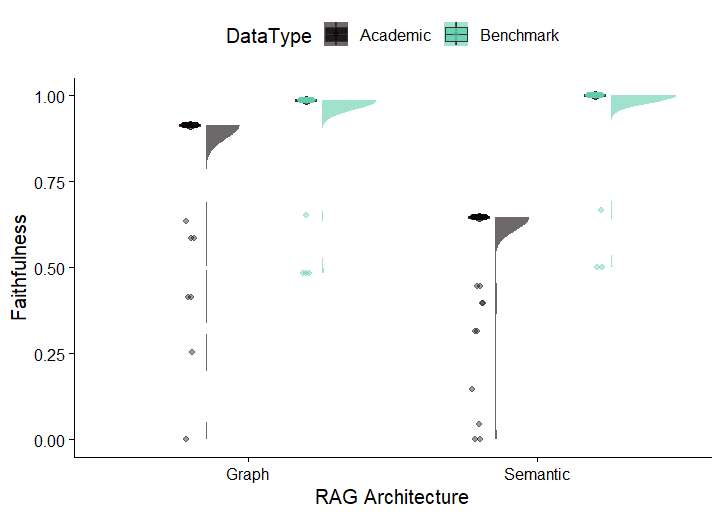 DataType Academic Benchmark
1.00
0.75
0.50
0.25
0.00
Faithfulness
Graph Semantic
RAG Architecture